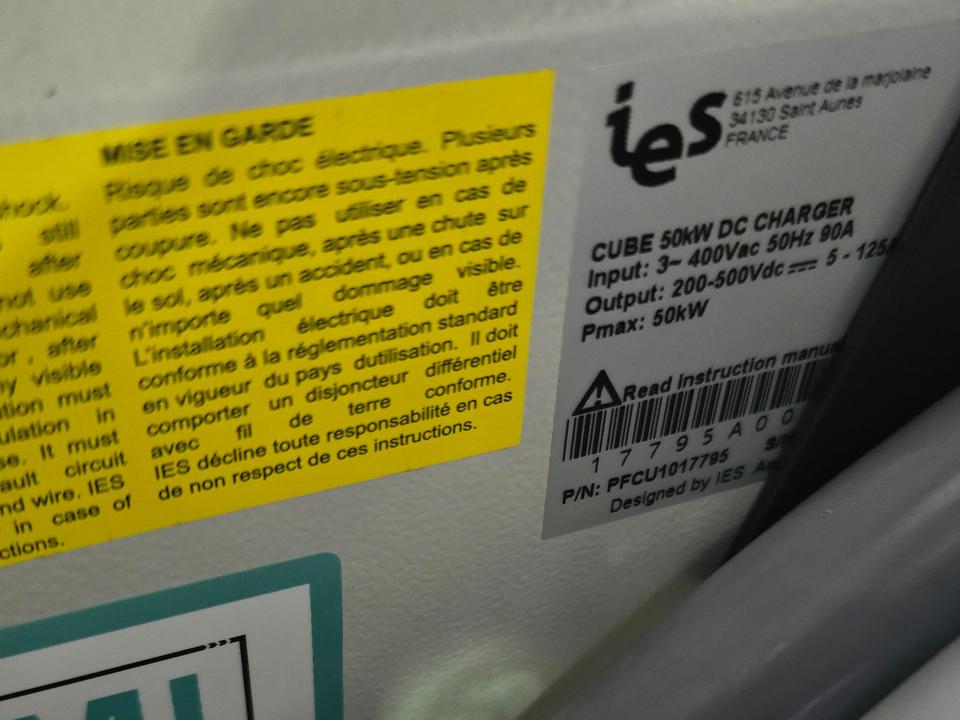 shock.
still
after
not use
mechanical
or , after
visible
must
in
se. It must
circuit
nd wire. IES
in case of
ctions.
MISE EN GARDE
Risque de choc électrique. Plusieurs
parties sont encore sous-tension après
coupure. Ne pas utiliser en cas de
choc mécanique, après une chute sur
le sol, après un accident, ou en cas de
n'importe quel dommage visible.
L'installation électrique doit être
conforme à la réglementation standard
en vigueur du pays dutilisation. Il doit
comporter un disjoncteur différentiel
avec fil de terre conforme.
IES décline toute responsabilité en cas
de non respect de ces instructions.
ies
615 Avenue de la marjolaine
34130 Saint Aunes
FRANCE
CUBE 50kW DC CHARGER
Input: 3~ 400Vac 50Hz 90A
Output: 200-500Vdc ⎓ 5 - 125A
Pmax: 50kW
Read instruction manua
17795A00
P/N: PFCU1017795
Designed by IES